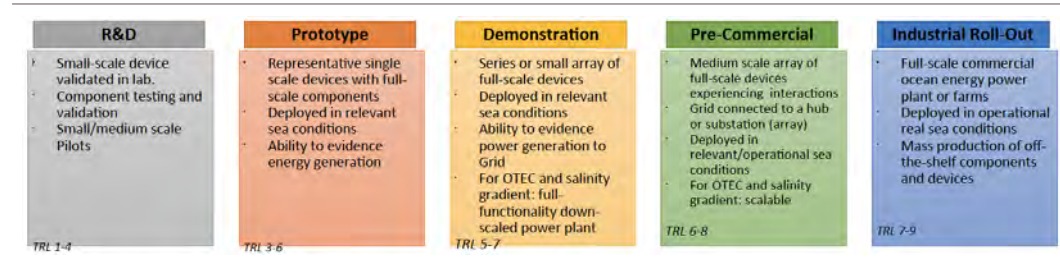 R&D
· Small-scale device
validated in lab.
· Component testing and
validation
· Small/medium scale
Pilots
TRL 1-4
Prototype
· Representative single
scale devices with full-
scale components
· Deployed in relevant
sea conditions
· Ability to evidence
energy generation
TRL 3-6
Demonstration
· Series or small array of
full-scale devices
· Deployed in relevant
sea conditions
· Ability to evidence
power generation to
Grid
· For OTEC and salinity
gradient: full-
functionality down-
scaled power plant
TRL 5-7
Pre-Commercial
· Medium scale array of
full-scale devices
experiencing interactions
· Grid connected to a hub
or substation (array)
· Deployed in
relevant/operational sea
conditions
· For OTEC and salinity
gradient: scalable
TRL 6-8
Industrial Roll-Out
· Full-scale commercial
ocean energy power
plant or farms
· Deployed in operational
real sea conditions
· Mass production of off-
the-shelf components
and devices
TRL 7-9